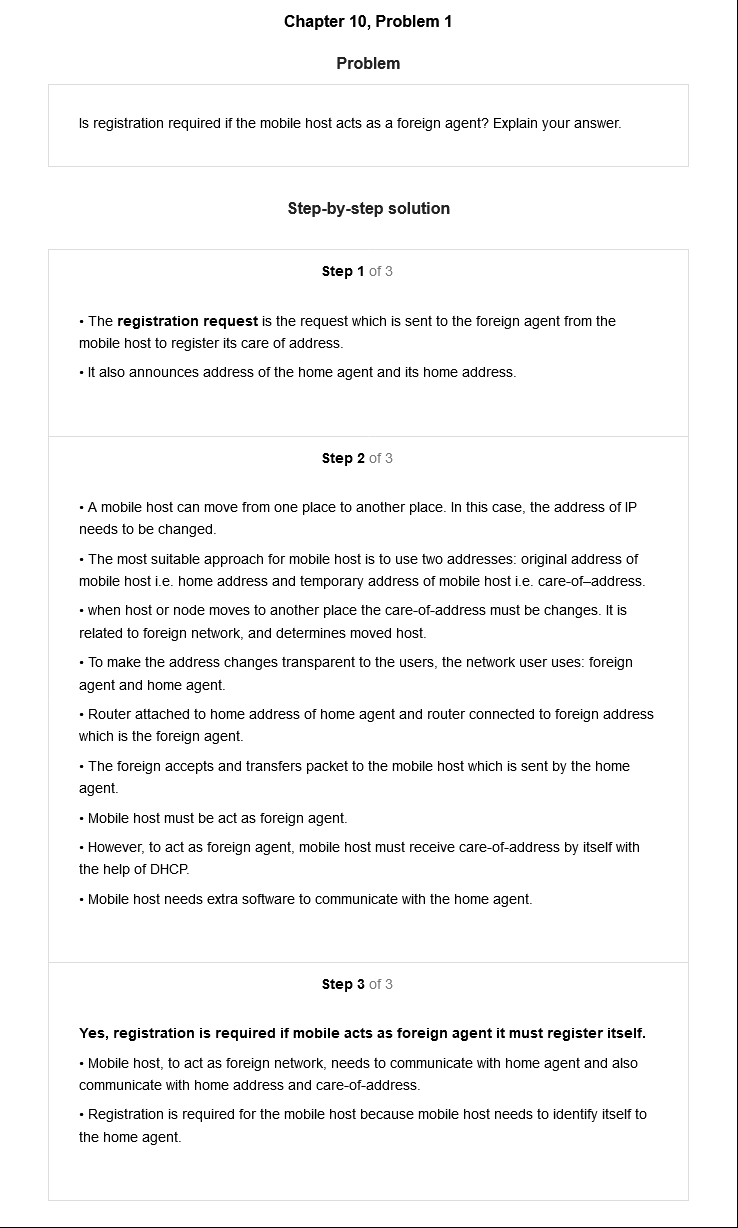 Chapter 10, Problem 1
Problem
Is registration required if the mobile host acts as a foreign agent? Explain your answer.
Step-by-step solution
Step 1 of 3
• The registration request is the request which is sent to the foreign agent from the
mobile host to register its care of address.
• It also announces address of the home agent and its home address.
Step 2 of 3
• A mobile host can move from one place to another place. In this case, the address of IP
needs to be changed.
• The most suitable approach for mobile host is to use two addresses: original address of
mobile host i.e. home address and temporary address of mobile host i.e. care-of–address.
• when host or node moves to another place the care-of-address must be changes. It is
related to foreign network, and determines moved host.
• To make the address changes transparent to the users, the network user uses: foreign
agent and home agent.
• Router attached to home address of home agent and router connected to foreign address
which is the foreign agent.
• The foreign accepts and transfers packet to the mobile host which is sent by the home
agent.
• Mobile host must be act as foreign agent.
• However, to act as foreign agent, mobile host must receive care-of-address by itself with
the help of DHCP.
• Mobile host needs extra software to communicate with the home agent.
Step 3 of 3
Yes, registration is required if mobile acts as foreign agent it must register itself.
• Mobile host, to act as foreign network, needs to communicate with home agent and also
communicate with home address and care-of-address.
• Registration is required for the mobile host because mobile host needs to identify itself to
the home agent.